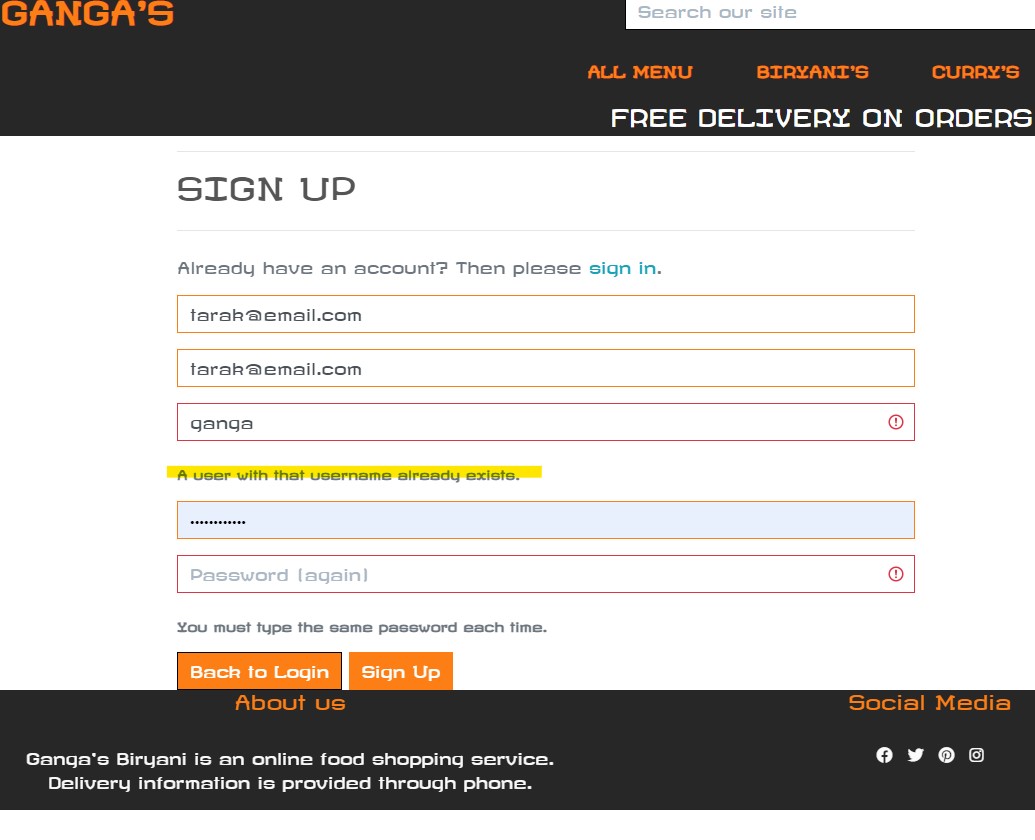 GANGA'S
Search our site
ALL MENU BIRYANI'S CURRY'S
FREE DELIVERY ON ORDERS
SIGN UP
Already have an account? Then please sign in.
tarak@email.com
tarak@email.com
ganga
A user with that username already exists.
Password (again)
You must type the same password each time.
Back to Login Sign Up
About us Social Media
Ganga's Biryani is an online food shopping service.
Delivery information is provided through phone.